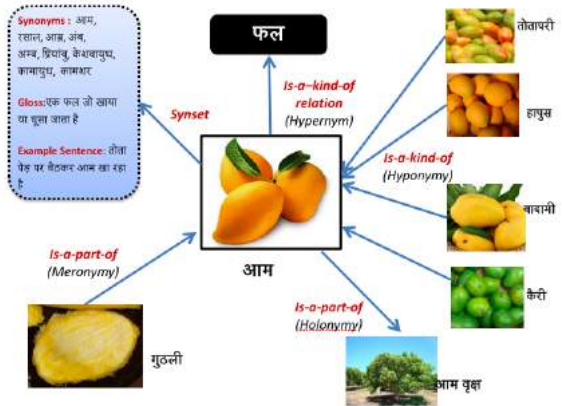 Synonyms : आम,
रसाल, आम्र, अंब,
अम्ब, प्रियांबु, केशवायुध,
कामायुध, कामशर
Gloss:एक फल जो खाया
या चूसा जाता है
Example Sentence: तोता
पेड़ पर बैठकर आम खा रहा
है
Synset
फल
Is-a–kind-of
relation
(Hypernym)
तोतापरी
हापुस
Is-a-kind-of
(Hyponymy)
बादामी
कैरी
आम
Is-a-part-of
(Meronymy)
गुठली
Is-a-part-of
(Holonymy)
आम वृक्ष